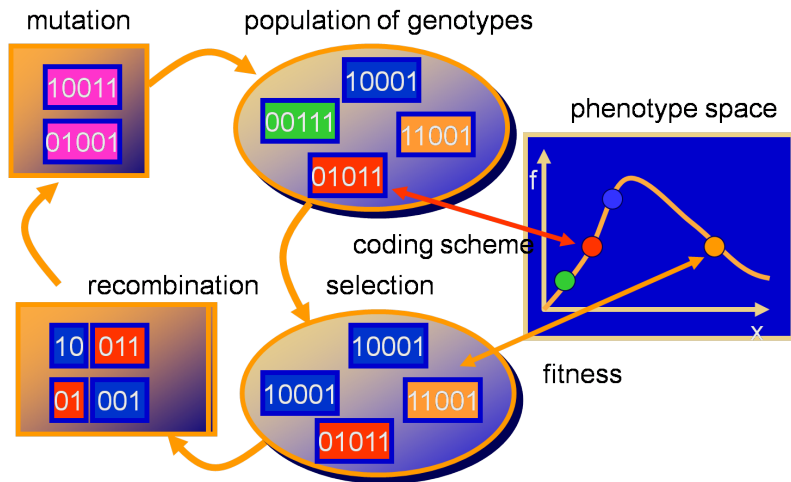 mutation
population of genotypes
10011
01001
10001
00111
11001
01011
phenotype space
f
x
coding scheme
recombination
selection
10 011
01 001
10001
10001
11001
01011
fitness